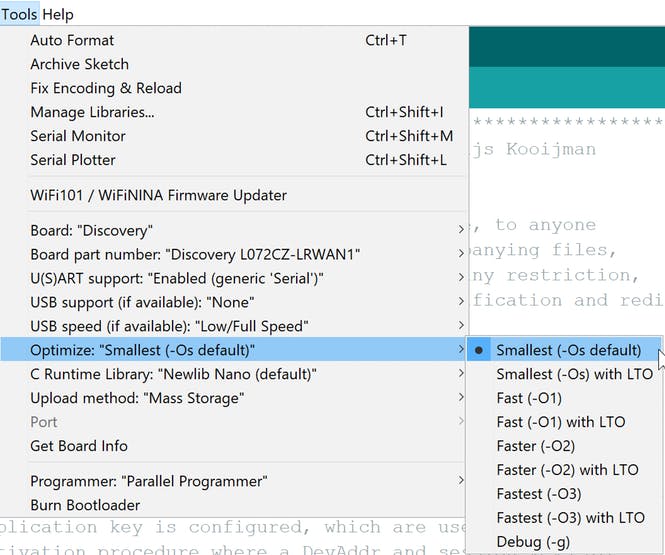 Tools Help
Auto Format Ctrl+T
Archive Sketch
Fix Encoding & Reload
Manage Libraries... Ctrl+Shift+I
Serial Monitor Ctrl+Shift+M
Serial Plotter Ctrl+Shift+L
WiFi101 / WiFiNINA Firmware Updater
Board: "Discovery"
Board part number: "Discovery L072CZ-LRWAN1"
U(S)ART support: "Enabled (generic 'Serial')"
USB support (if available): "None"
USB speed (if available): "Low/Full Speed"
Optimize: "Smallest (-Os default)"
C Runtime Library: "Newlib Nano (default)"
Upload method: "Mass Storage"
Port
Get Board Info
Programmer: "Parallel Programmer"
Burn Bootloader
Smallest (-Os default)
Smallest (-Os) with LTO
Fast (-O1)
Fast (-O1) with LTO
Faster (-O2)
Faster (-O2) with LTO
Fastest (-O3)
Fastest (-O3) with LTO
Debug (-g)
*****************
js Kooijman
, to anyone
panying files,
ny restriction,
fication and redi
plication key is configured, which are use
tivation procedure where a DevAddr and ses